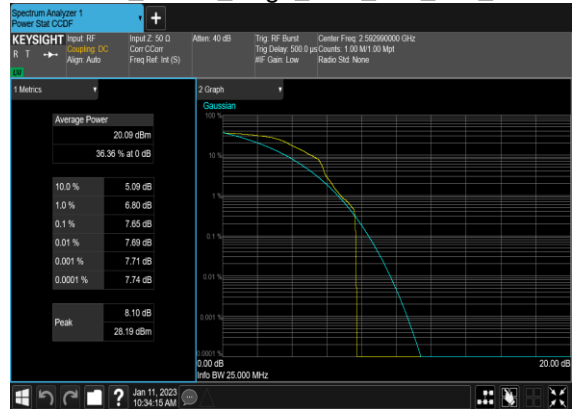 Spectrum Analyzer 1
Power Stat CCDF
KEYSIGHT
R T
Input: RF
Coupling: DC
Align: Auto
Input Z: 50 Ω
Corr CCorr
Freq Ref: Int (S)
Atten: 40 dB
Trig: RF Burst
Trig Delay: 500.0 µs
#IF Gain: Low
Center Freq: 2.592990000 GHz
Counts: 1.00 M/1.00 Mpt
Radio Std: None
1 Metrics
Average Power
20.09 dBm
36.36 % at 0 dB
10.0 % 5.09 dB
1.0 % 6.80 dB
0.1 % 7.65 dB
0.01 % 7.69 dB
0.001 % 7.71 dB
0.0001 % 7.74 dB
Peak
8.10 dB
28.19 dBm
2 Graph
Gaussian
100 %
10 %
1 %
0.1 %
0.01 %
0.001 %
0.0001 %
0.00 dB 20.00 dB
Info BW 25.000 MHz
Jan 11, 2023
10:34:15 AM